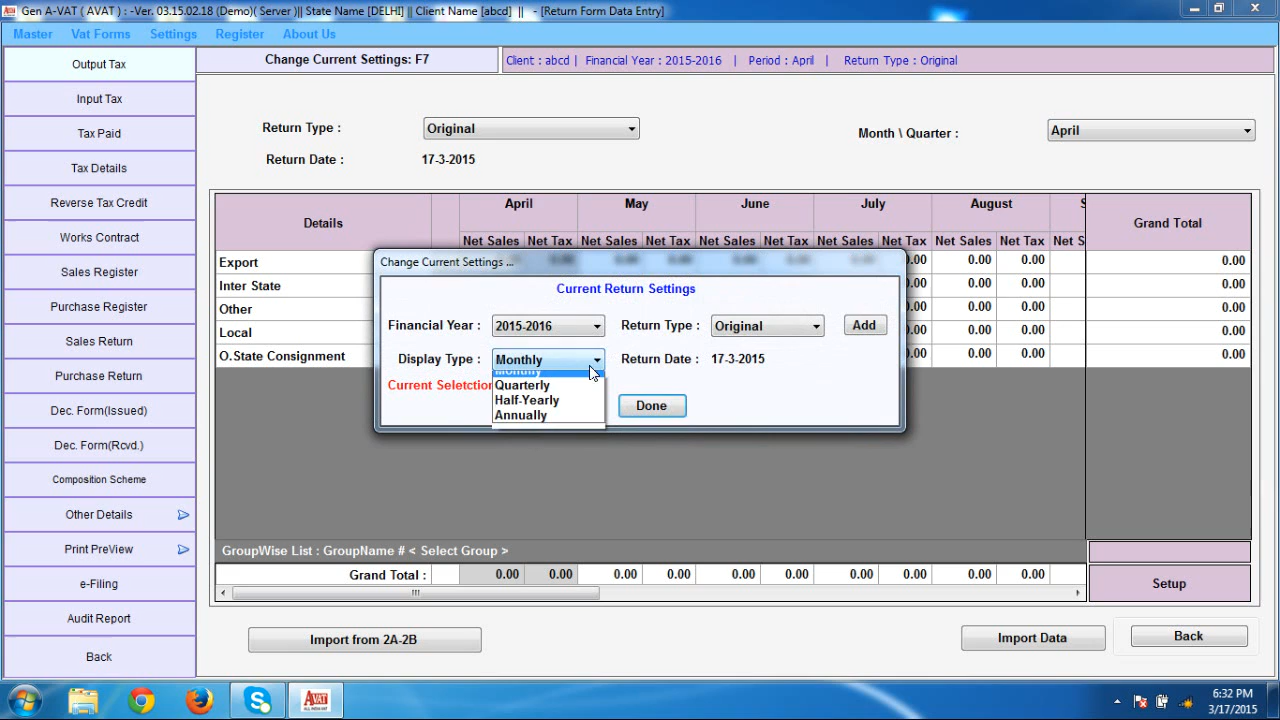 Gen A-VAT ( AVAT ) : -Ver. 03.15.02.18 (Demo)( Server )|| State Name [DELHI] || Client Name [abcd] || - [Return Form Data Entry]
Master Vat Forms Settings Register About Us
Output Tax
Input Tax
Tax Paid
Tax Details
Reverse Tax Credit
Works Contract
Sales Register
Purchase Register
Sales Return
Purchase Return
Dec. Form(Issued)
Dec. Form(RX)
Composition Scheme
Other Details
Print PreView
e-Filing
Audit Report
Back
Change Current Settings: F7
Client : abcd | Financial Year : 2015-2016 | Period : April | Return Type : Original
Return Type : Original
Month \ Quarter : April
Return Date : 17-3-2015
Details April May June July August S Grand Total
Net Sales Net Tax Net Sales Net Tax Net Sales Net Tax Net Sales Net Tax Net Sales Net Tax Net S
Export 0.00 0.00 0.00
Inter State 0.00 0.00 0.00
Other 0.00 0.00 0.00
Local 0.00 0.00 0.00
O.State Consignment 0.00 0.00 0.00
Change Current Settings ...
Current Return Settings
Financial Year : 2015-2016 Return Type : Original Add
Display Type : Monthly Return Date : 17-3-2015
Monthly
Quarterly
Half-Yearly
Annually
Current Seletction
Done
GroupWise List : GroupName # < Select Group >
Grand Total : 0.00 0.00 0.00 0.00 0.00 0.00 0.00 0.00 0.00 0.00
Setup
Import from 2A-2B
Import Data
Back
AVAT
6:32 PM
3/17/2015